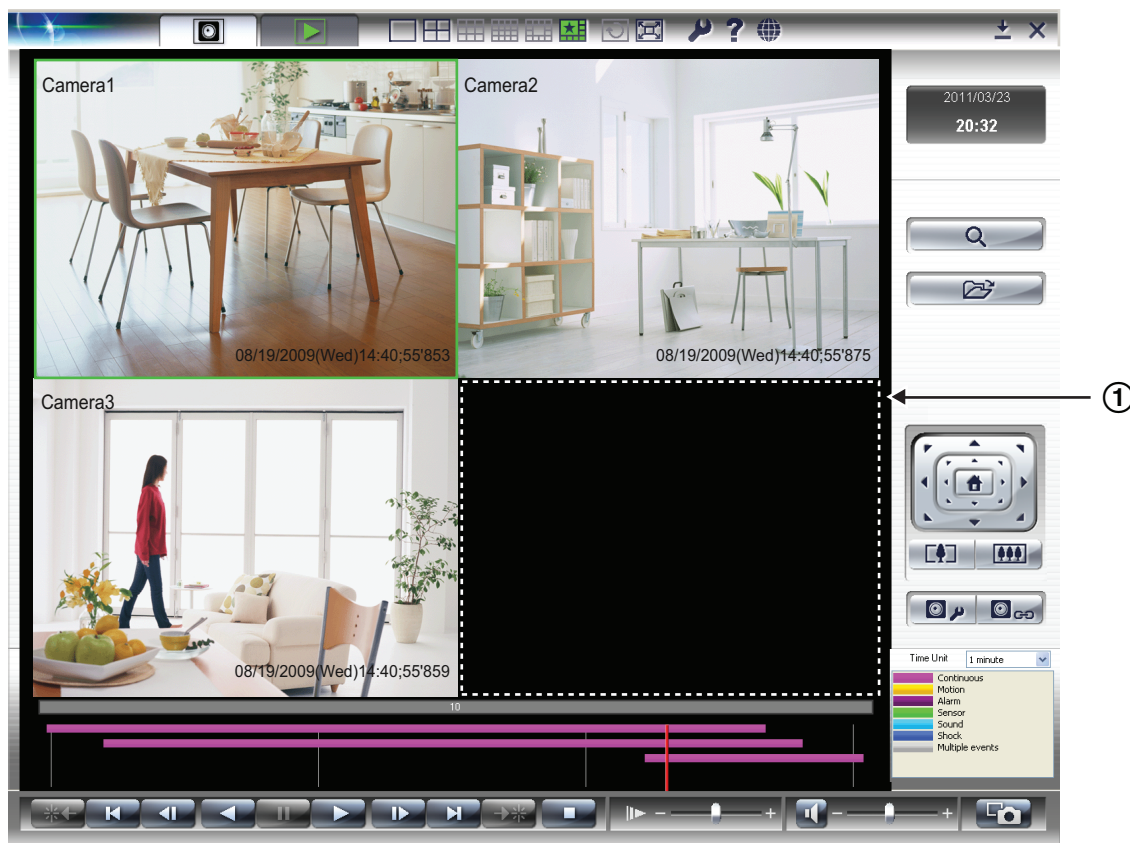 ?
2011/03/23
20:32
Camera1
Camera2
08/19/2009(Wed)14:40;55'853
08/19/2009(Wed)14:40;55'875
①
Camera3
08/19/2009(Wed)14:40;55'859
Time Unit 1 minute
Continuous
Motion
Alarm
Sensor
Sound
Shock
Multiple events
10